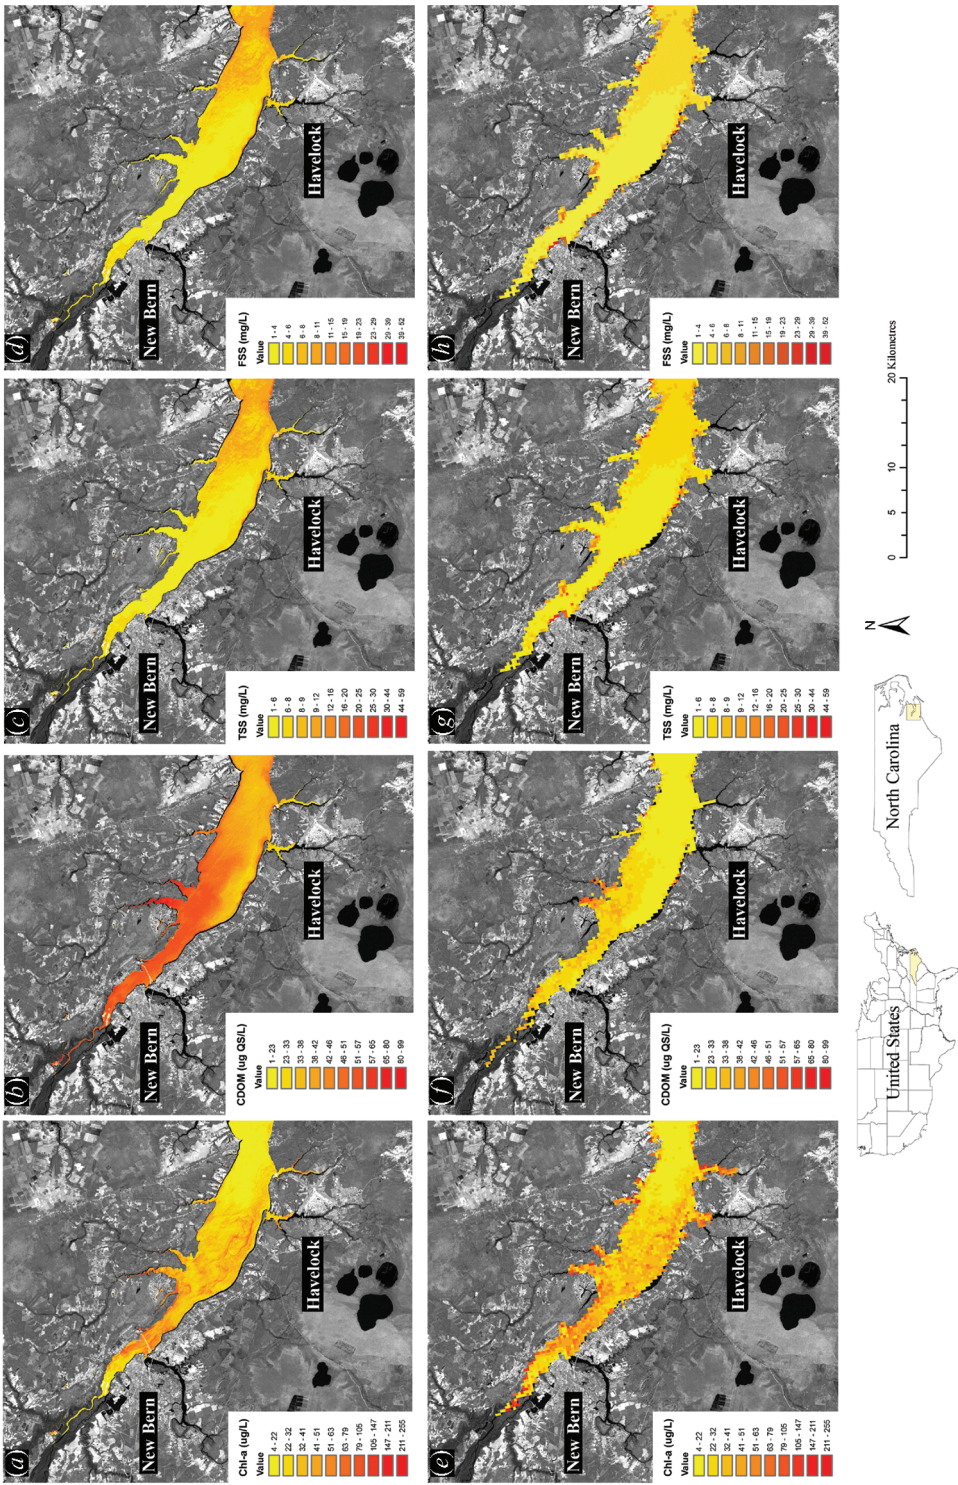 (a)
New Bern
Havelock
Chl-a (ug/L)
Value
4 - 22
22 - 32
32 - 41
41 - 51
51 - 63
63 - 79
79 - 105
105 - 147
147 - 211
211 - 255
(b)
New Bern
Havelock
CDOM (ug QS/L)
Value
1 - 23
23 - 33
33 - 38
38 - 42
42 - 46
46 - 51
51 - 57
57 - 65
65 - 80
80 - 99
(c)
New Bern
Havelock
TSS (mg/L)
Value
1 - 6
6 - 8
8 - 9
9 - 12
12 - 16
16 - 20
20 - 25
25 - 30
30 - 44
44 - 59
(d)
New Bern
Havelock
FSS (mg/L)
Value
1 - 4
4 - 6
6 - 8
8 - 11
11 - 15
15 - 19
19 - 23
23 - 29
29 - 39
39 - 52
(e)
New Bern
Havelock
Chl-a (ug/L)
Value
4 - 22
22 - 32
32 - 41
41 - 51
51 - 63
63 - 79
79 - 105
105 - 147
147 - 211
211 - 255
(f)
New Bern
Havelock
CDOM (ug QS/L)
Value
1 - 23
23 - 33
33 - 38
38 - 42
42 - 46
46 - 51
51 - 57
57 - 65
65 - 80
80 - 99
(g)
New Bern
Havelock
TSS (mg/L)
Value
1 - 6
6 - 8
8 - 9
9 - 12
12 - 16
16 - 20
20 - 25
25 - 30
30 - 44
44 - 59
(h)
New Bern
Havelock
FSS (mg/L)
Value
1 - 4
4 - 6
6 - 8
8 - 11
11 - 15
15 - 19
19 - 23
23 - 29
29 - 39
39 - 52
United States
North Carolina
N
0 5 10 20 Kilometres